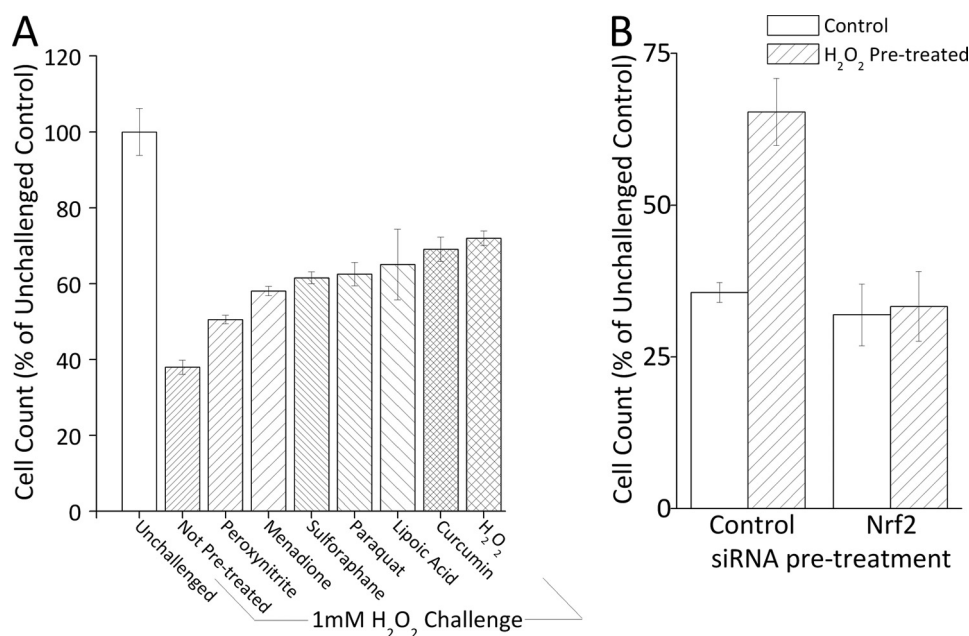 A
Cell Count (% of Unchallenged Control)
120
100
80
60
40
20
0
Unchallenged
Not Pre-treated
Peroxynitrite
Menadione
Sulforaphane
Paraquat
Lipoic Acid
Curcumin
H₂O₂
1mM H₂O₂ Challenge
B
Control
H₂O₂ Pre-treated
Cell Count (% of Unchallenged Control)
75
50
25
0
Control Nrf2
siRNA pre-treatment